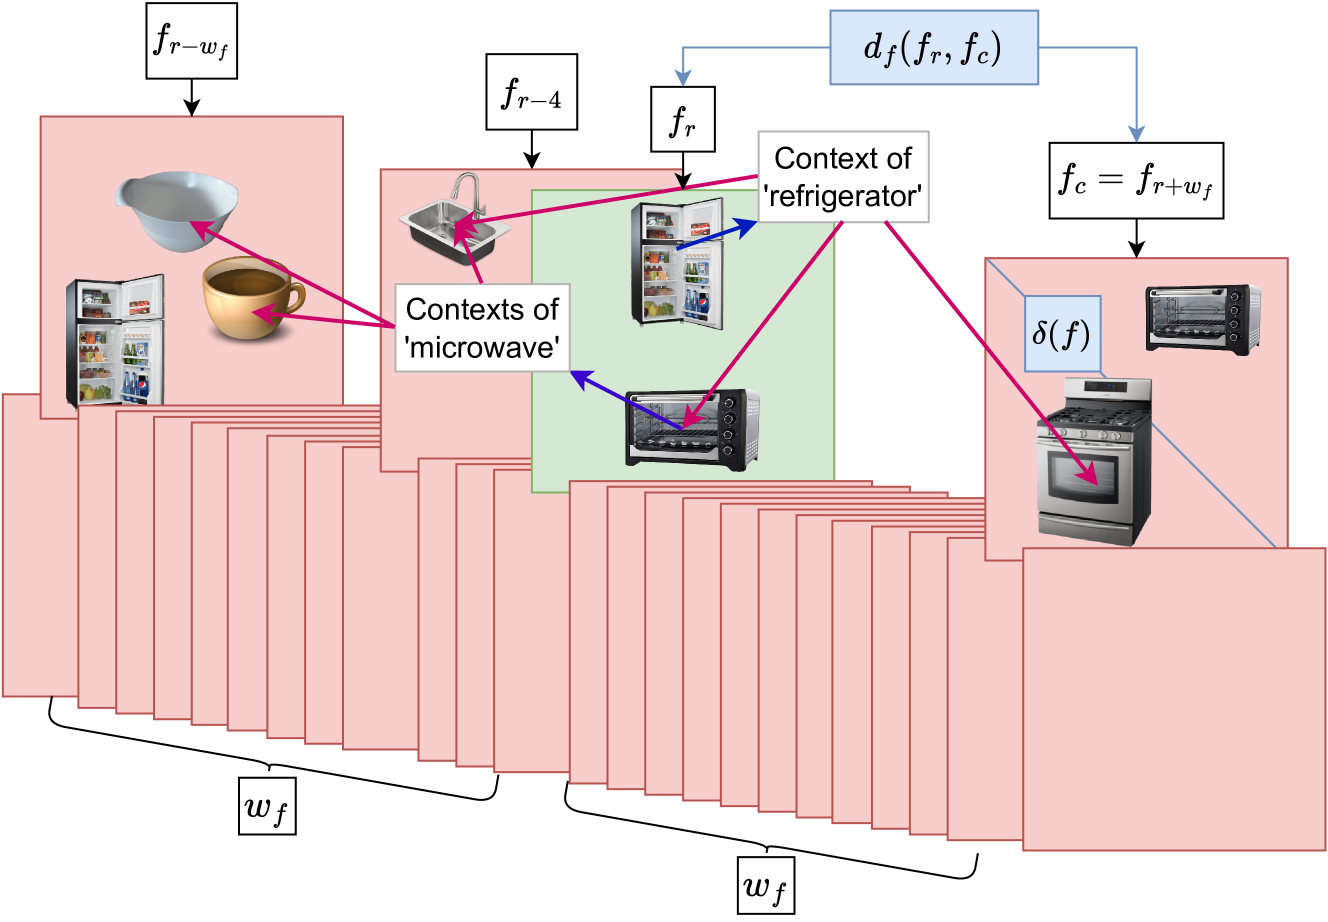 f_{r-w_f}
d_f(f_r, f_c)
f_{r-4}
f_r
Context of
'refrigerator'
f_c = f_{r+w_f}
Contexts of
'microwave'
δ(f)
w_f
w_f